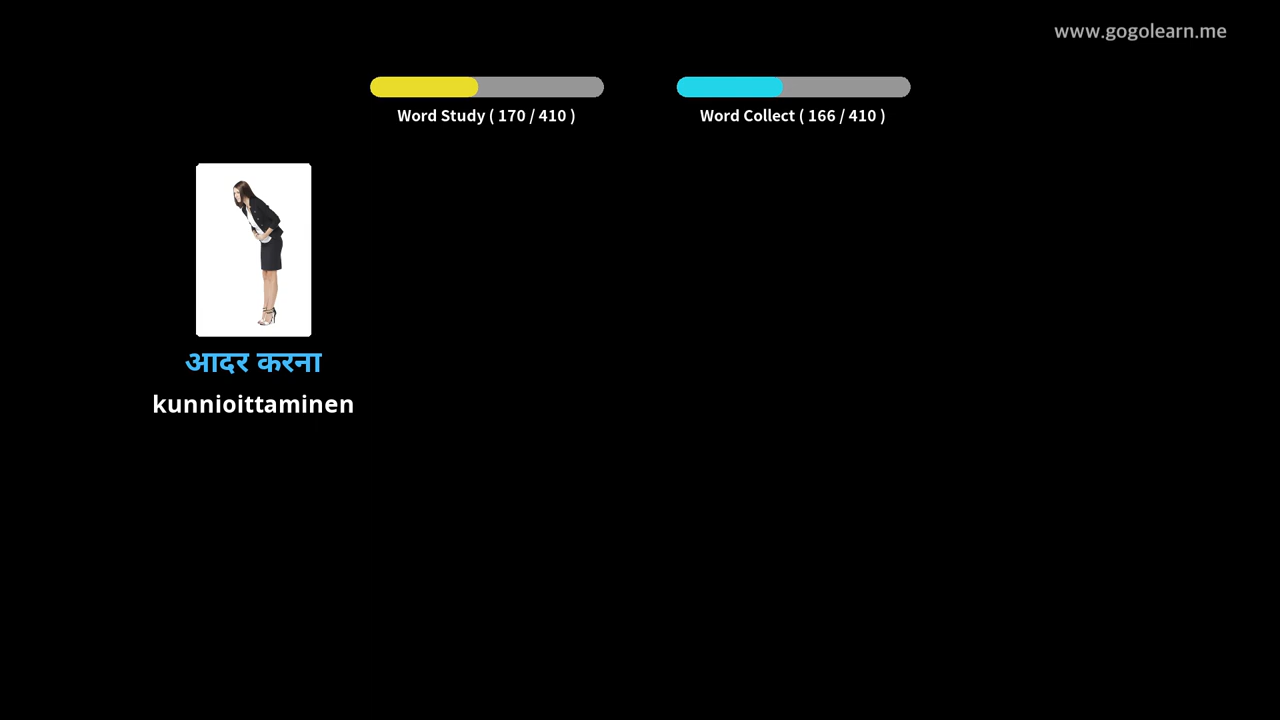 www.gogolearn.me
Word Study ( 170 / 410 )
Word Collect ( 166 / 410 )
आदर करना
kunnioittaminen